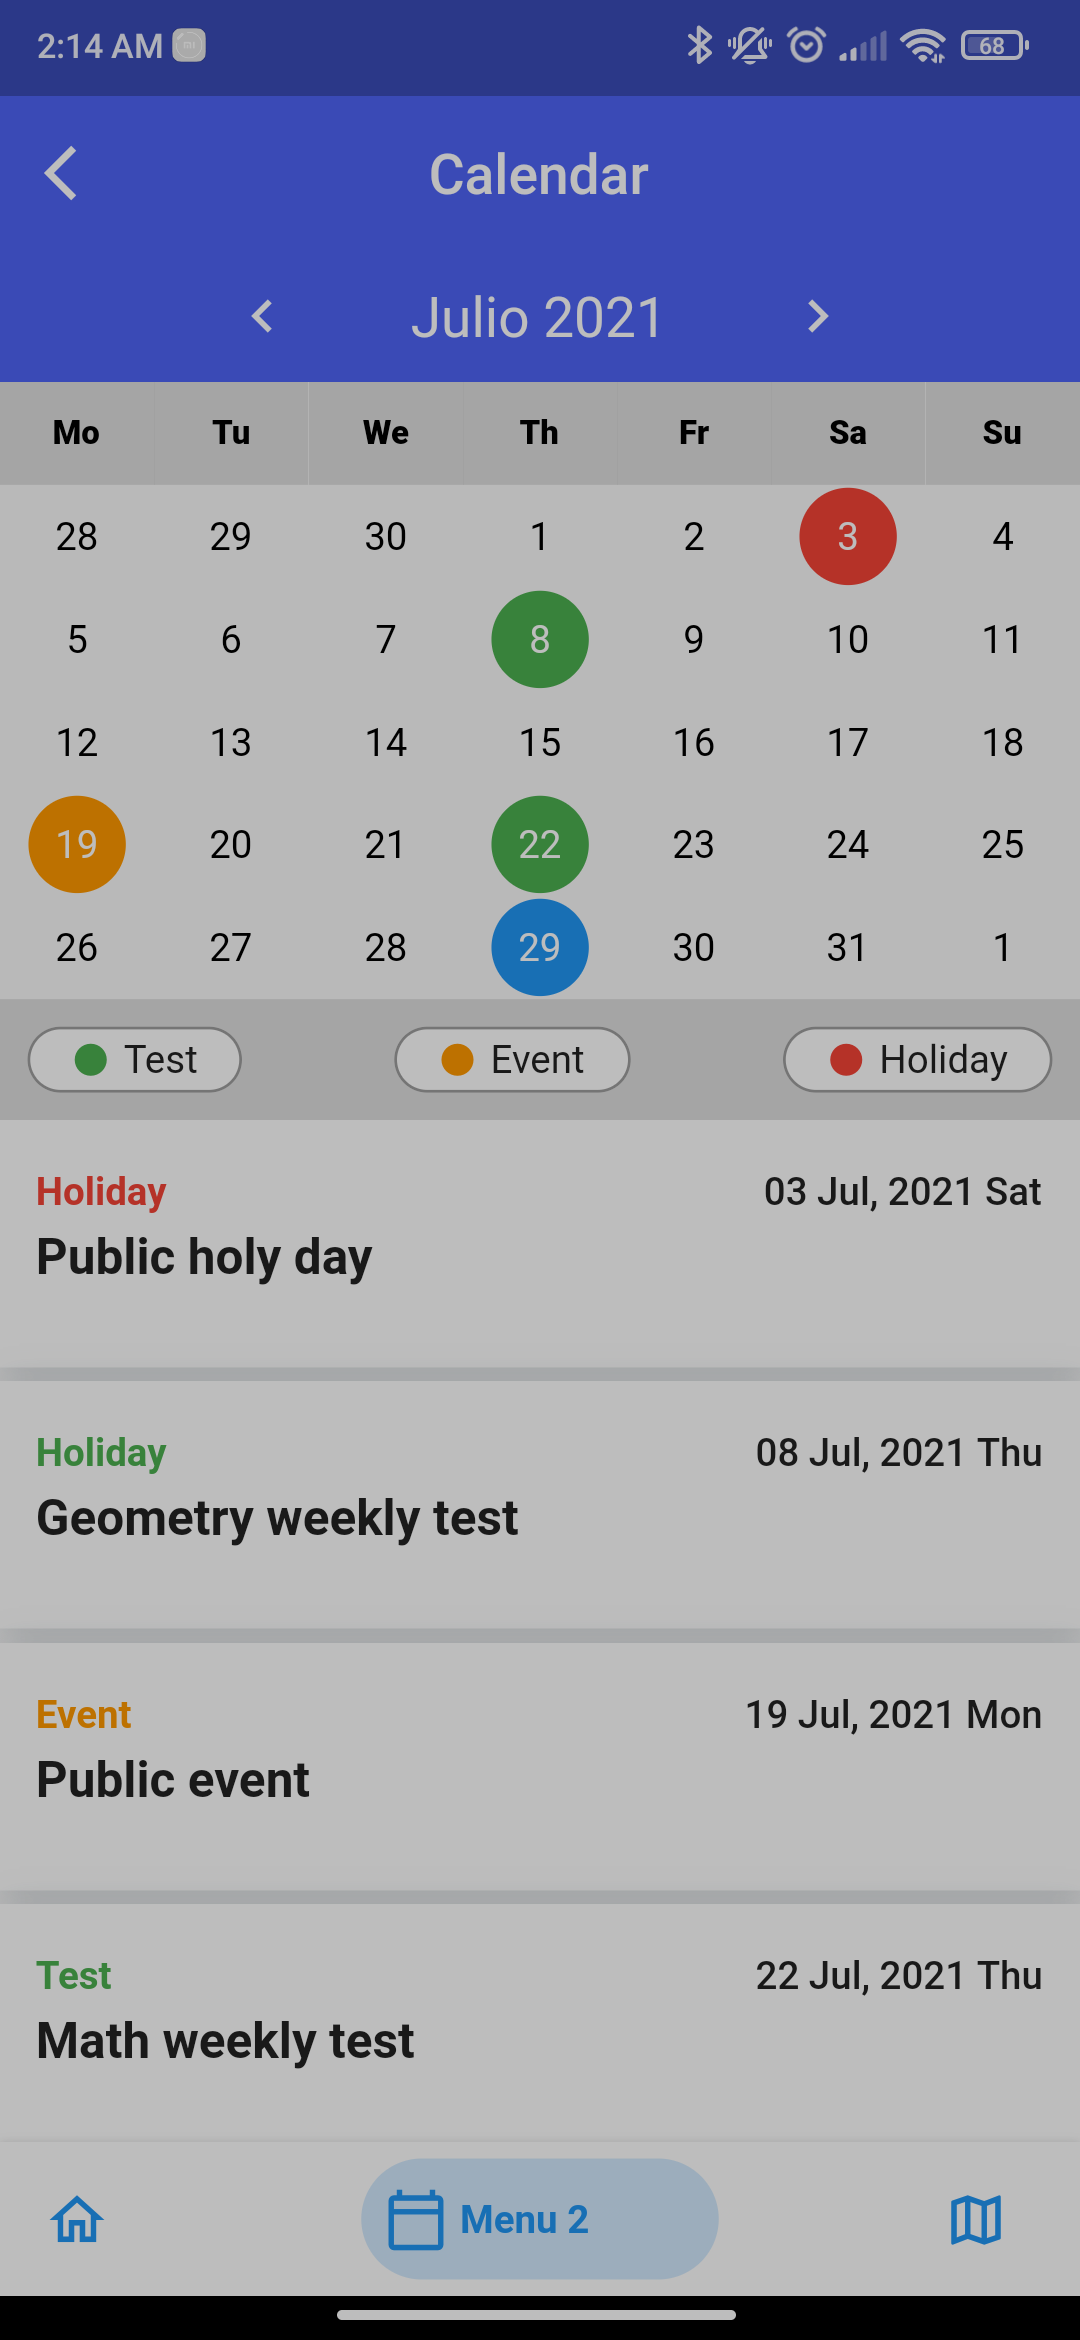 2:14 AM
68
Calendar
Julio 2021
Mo Tu We Th Fr Sa Su
28 29 30 1 2 3 4
5 6 7 8 9 10 11
12 13 14 15 16 17 18
19 20 21 22 23 24 25
26 27 28 29 30 31 1
Test Event Holiday
Holiday 03 Jul, 2021 Sat
Public holy day
Holiday 08 Jul, 2021 Thu
Geometry weekly test
Event 19 Jul, 2021 Mon
Public event
Test 22 Jul, 2021 Thu
Math weekly test
Menu 2